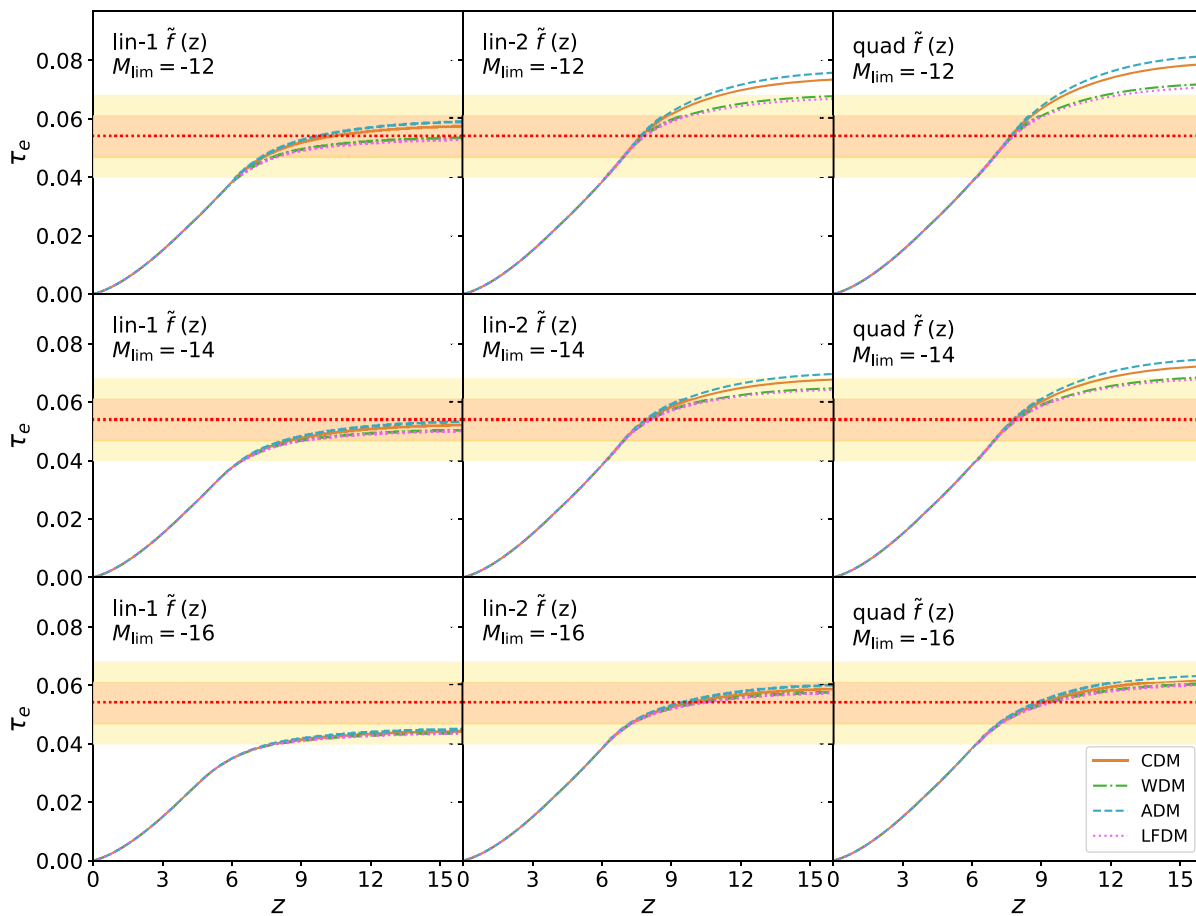 lin-1 f̃ (z)
M_lim = -12
lin-2 f̃ (z)
M_lim = -12
quad f̃ (z)
M_lim = -12
0.08
0.06
0.04
0.02
0.00
τ_e
lin-1 f̃ (z)
M_lim = -14
lin-2 f̃ (z)
M_lim = -14
quad f̃ (z)
M_lim = -14
0.08
0.06
0.04
0.02
0.00
τ_e
lin-1 f̃ (z)
M_lim = -16
lin-2 f̃ (z)
M_lim = -16
quad f̃ (z)
M_lim = -16
0.08
0.06
0.04
0.02
0.00
τ_e
CDM
WDM
ADM
LFDM
0 3 6 9 12 15 0 3 6 9 12 15 0 3 6 9 12 15
z z z